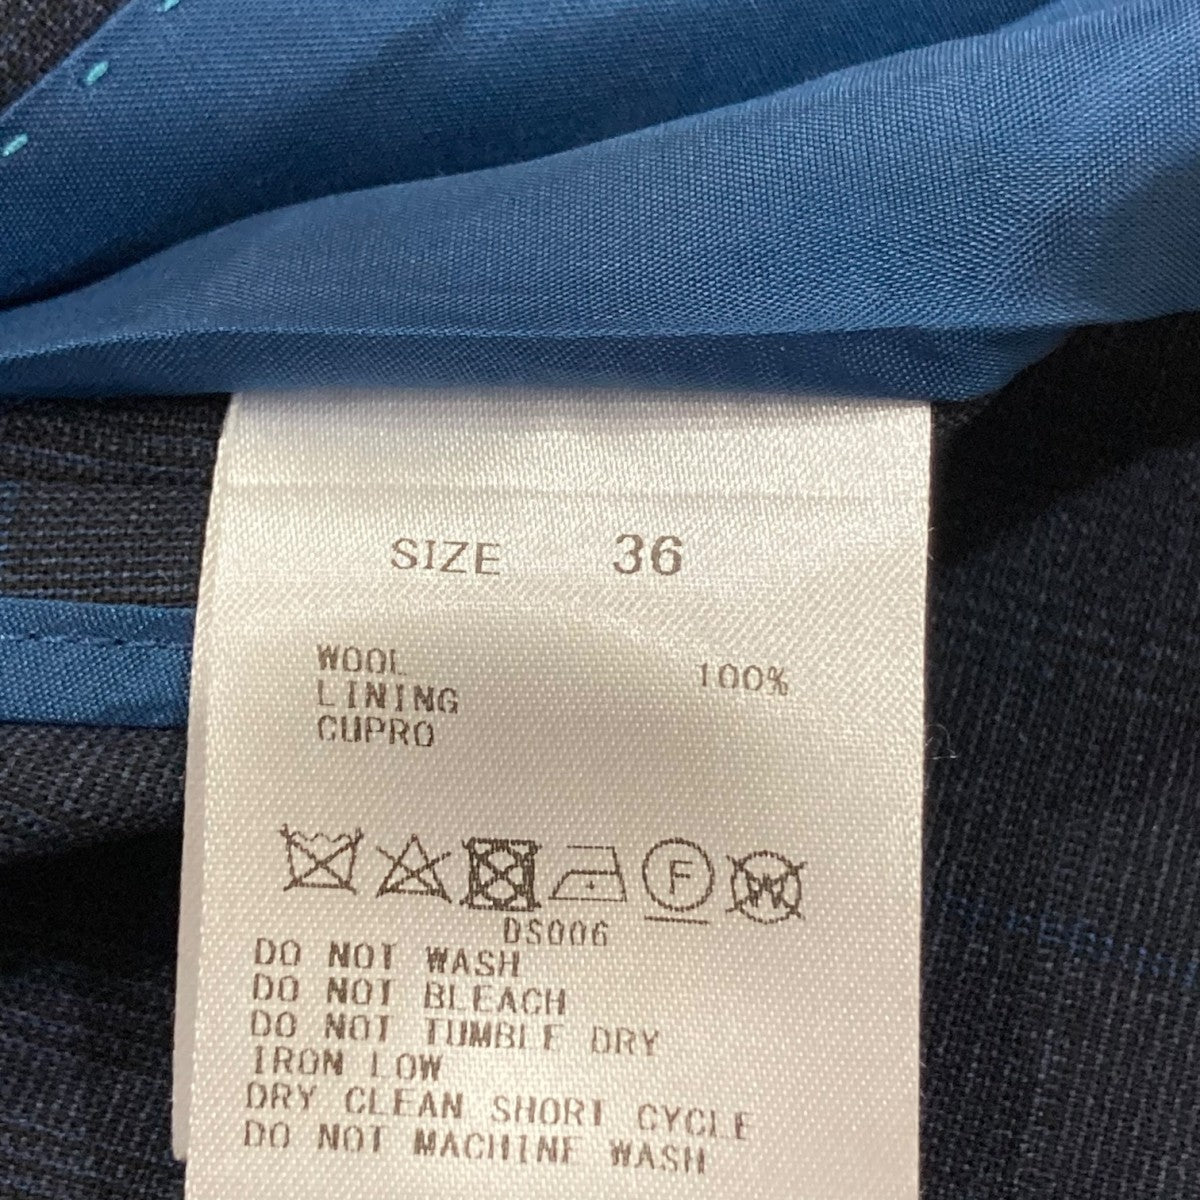 SIZE 36
WOOL 100%
LINING
CUPRO
F W
DS006
DO NOT WASH
DO NOT BLEACH
DO NOT TUMBLE DRY
IRON LOW
DRY CLEAN SHORT CYCLE
DO NOT MACHINE WASH